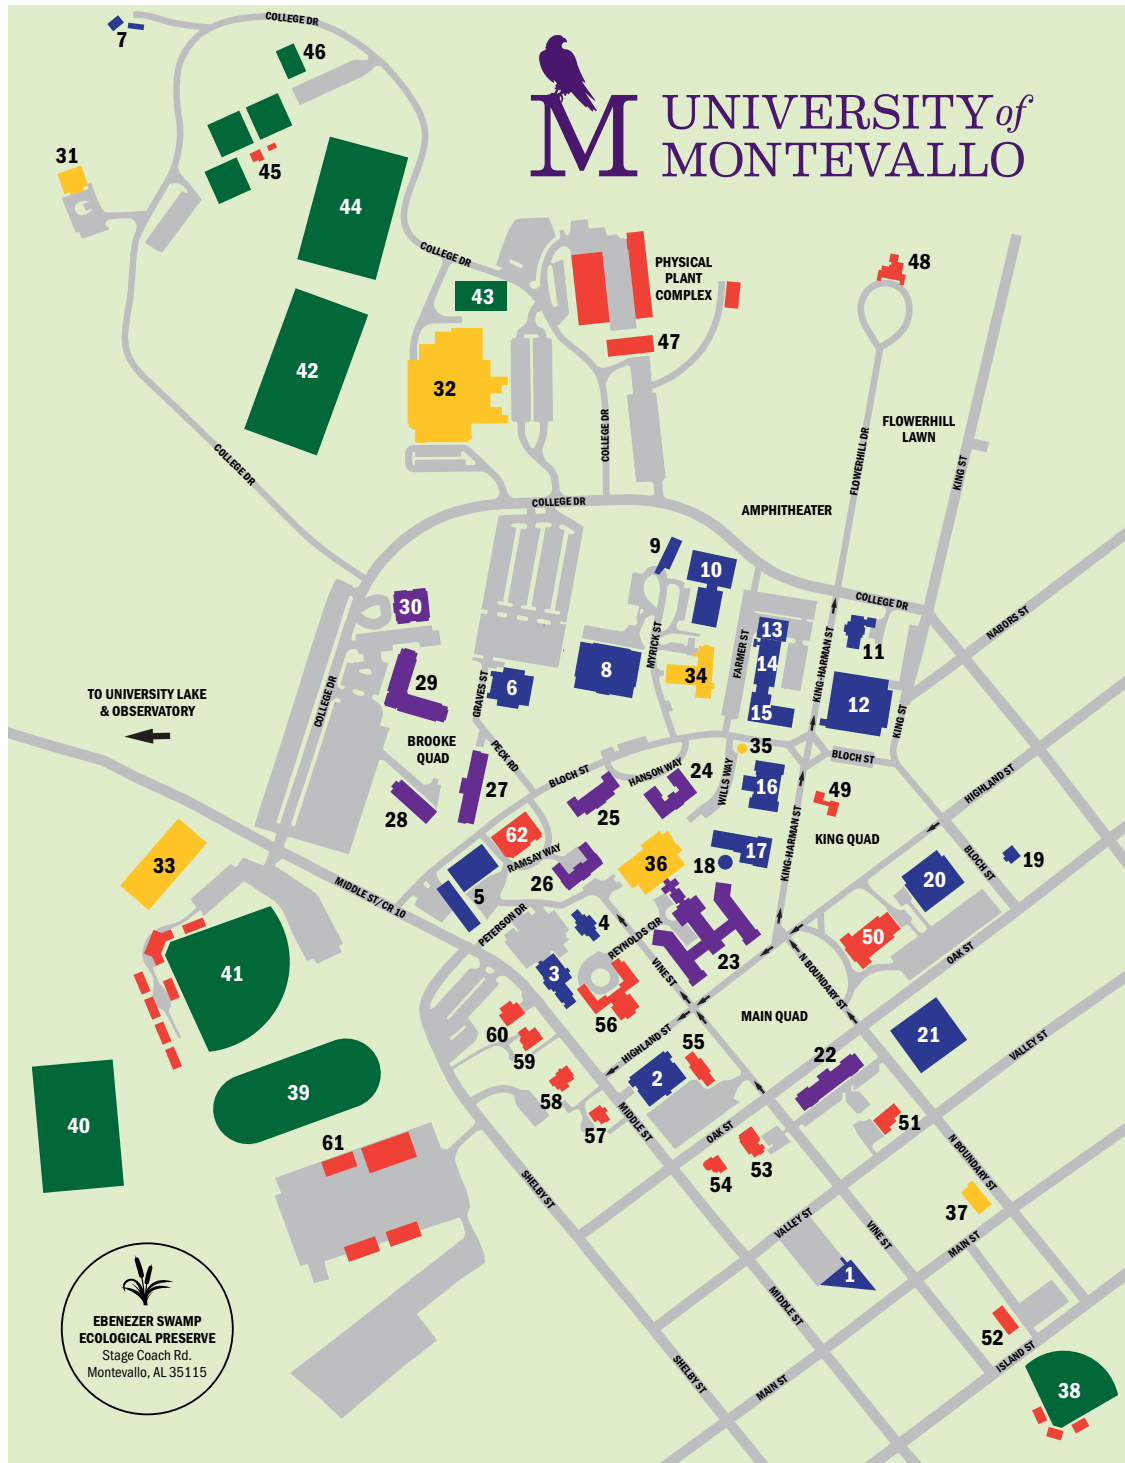 COLLEGE DR
7
46
UNIVERSITY of
M
MONTEVALLO
31
45
44
COLLEGE DR
PHYSICAL
PLANT
COMPLEX
48
43
47
42
32
COLLEGE DR
FLOWERHILL
LAWN
FLOWERHILL DR
KING ST
COLLEGE DR
COLLEGE DR
AMPHITHEATER
9
10
30
COLLEGE DR
NABORS ST
13
11
MYRICK ST
FARMER ST
KING-HARMAN ST
14
8
34
29
6
GRAVES ST
TO UNIVERSITY LAKE
& OBSERVATORY
COLLEGE DR
12
15
KING ST
BROOKE
QUAD
PECK RD
35
BLOCH ST
BLOCH ST
HANSON WAY
24
WILLS WAY
16
27
28
25
49
HIGHLAND ST
62
KING QUAD
KING-HARMAN ST
33
RAMSAY WAY
36
17
18
BLOCH ST
19
26
20
5
MIDDLE ST/CR 10
PETERSON DR
4
REYNOLDS CIR
50
OAK ST
23
3
VINE ST
N BOUNDARY ST
41
MAIN QUAD
56
60
21
59
HIGHLAND ST
55
VALLEY ST
22
2
39
58
51
40
57
MIDDLE ST
OAK ST
61
53
54
N BOUNDARY ST
SHELBY ST
37
VALLEY ST
VINE ST
MAIN ST
1
MIDDLE ST
52
EBENEZER SWAMP
ECOLOGICAL PRESERVE
Stage Coach Rd.
Montevallo, AL 35115
ISLAND ST
SHELBY ST
MAIN ST
38